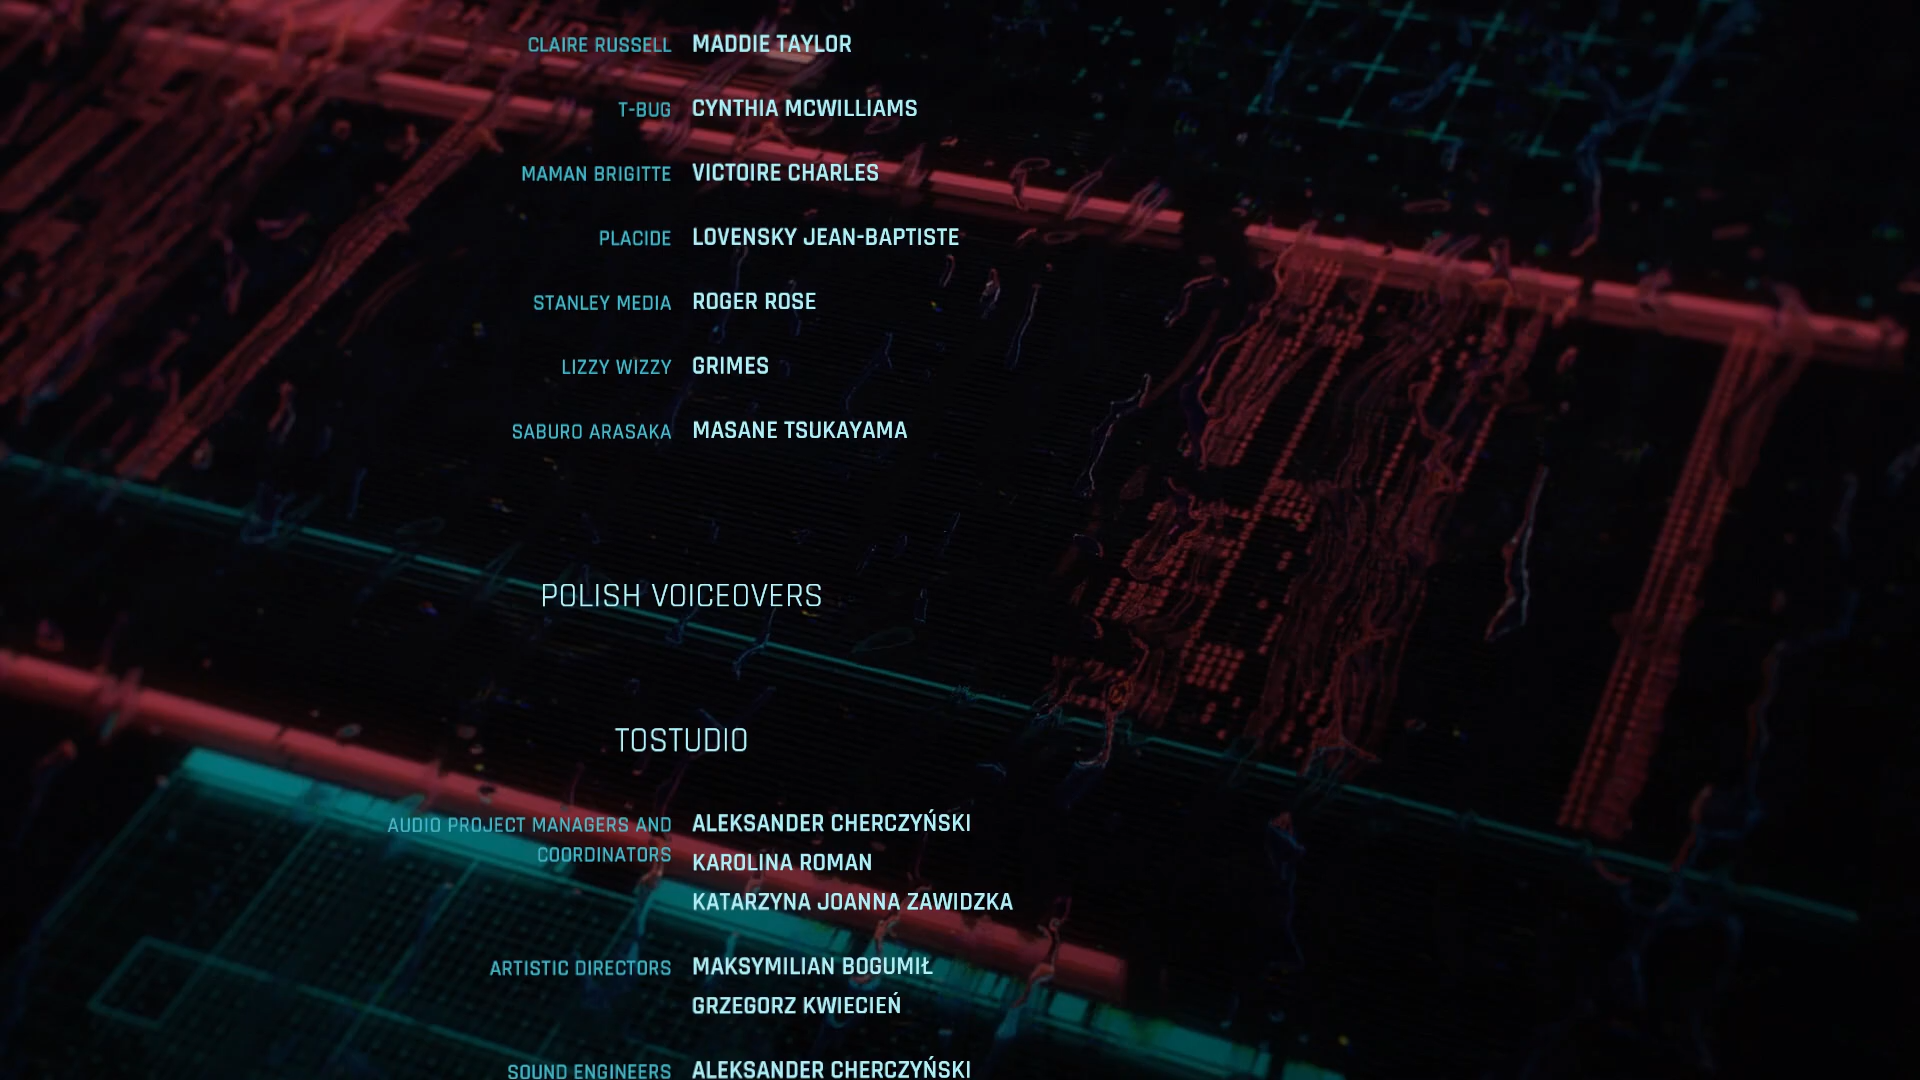 CLAIRE RUSSELL MADDIE TAYLOR
T-BUG CYNTHIA MCWILLIAMS
MAMAN BRIGITTE VICTOIRE CHARLES
PLACIDE LOVENSKY JEAN-BAPTISTE
STANLEY MEDIA ROGER ROSE
LIZZY WIZZY GRIMES
SABURO ARASAKA MASANE TSUKAYAMA
POLISH VOICEOVERS
TOSTUDIO
AUDIO PROJECT MANAGERS AND ALEKSANDER CHERCZYŃSKI
COORDINATORS KAROLINA ROMAN
KATARZYNA JOANNA ZAWIDZKA
ARTISTIC DIRECTORS MAKSYMILIAN BOGUMIŁ
GRZEGORZ KWIECIEŃ
SOUND ENGINEERS ALEKSANDER CHERCZYŃSKI